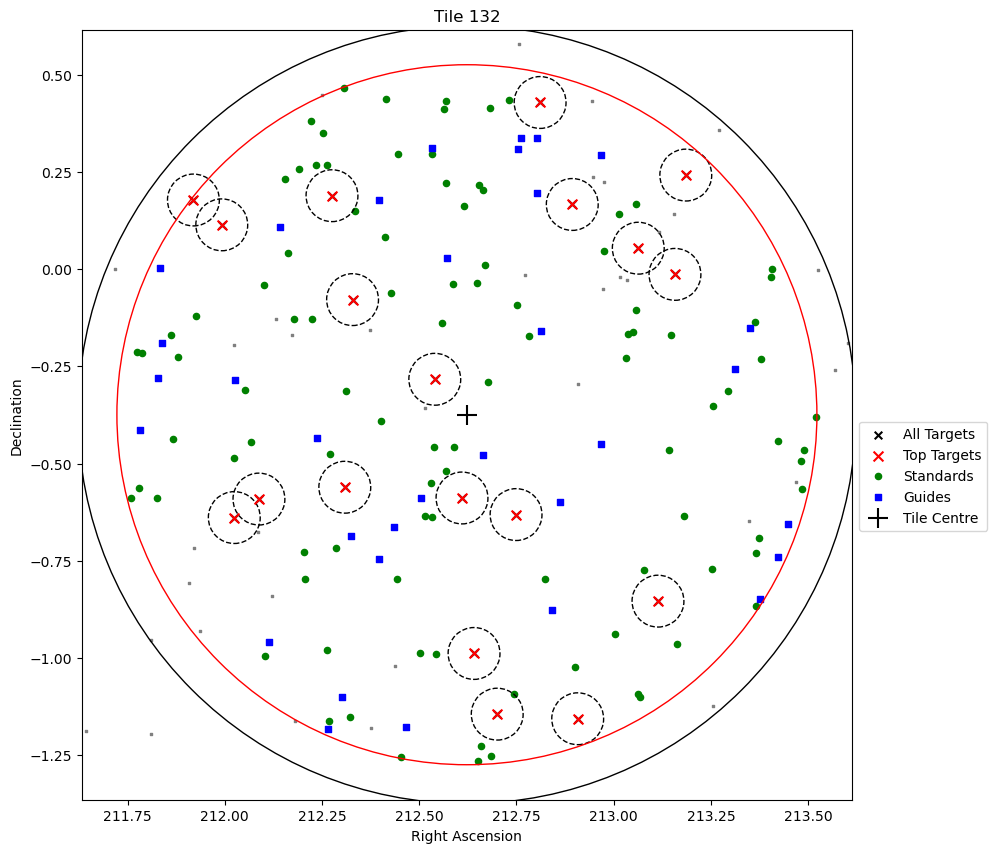 Tile 132
0.50
0.25
0.00
−0.25
−0.50
−0.75
−1.00
−1.25
Declination
211.75 212.00 212.25 212.50 212.75 213.00 213.25 213.50
Right Ascension
All Targets
Top Targets
Standards
Guides
Tile Centre